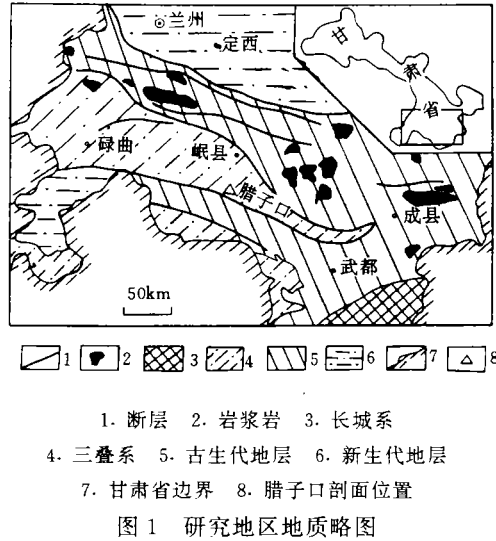 兰州
定西
甘
肃
省
碌曲
岷县
腊子口
成县
武都
50km
1 2 3 4 5 6 7 8
1. 断层 2. 岩浆岩 3. 长城系
4. 三叠系 5. 古生代地层 6. 新生代地层
7. 甘肃省边界 8. 腊子口剖面位置
图 1 研究地区地质略图